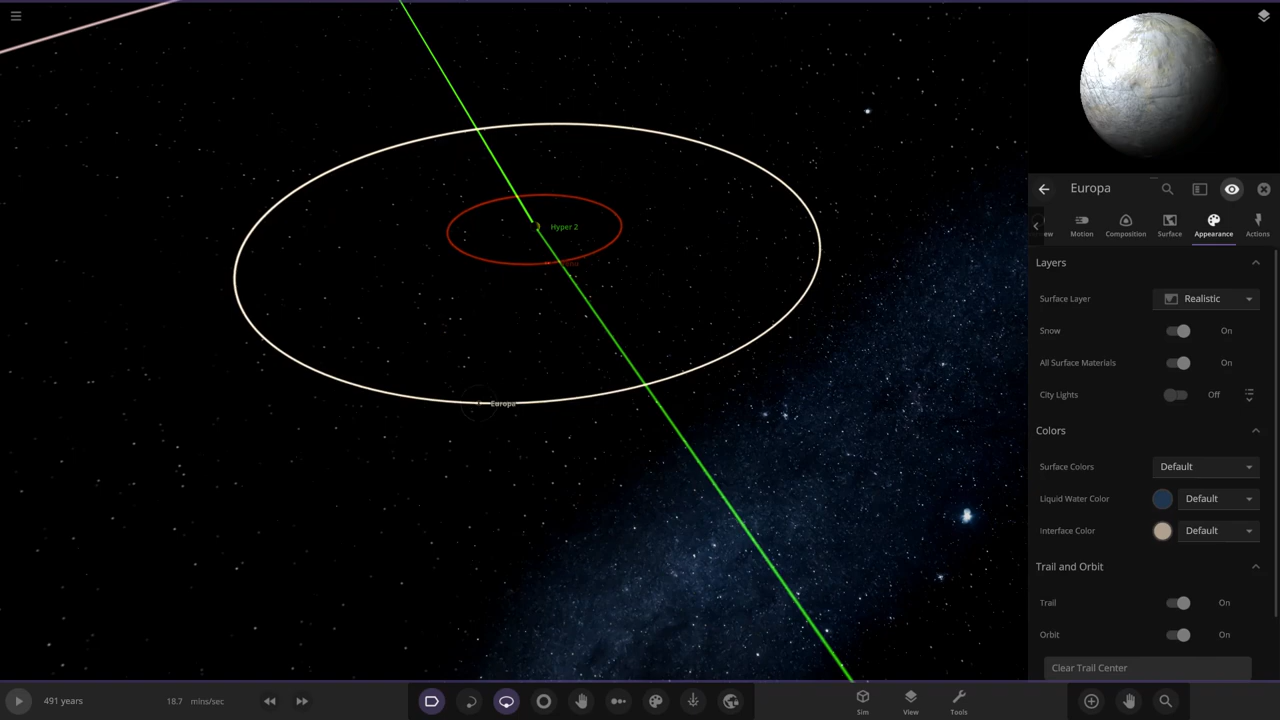 Hyper 2
Europa
Europa
ew
Motion
Composition
Surface
Appearance
Actions
Layers
Surface Layer
Realistic
Snow
On
All Surface Materials
On
City Lights
Off
Colors
Surface Colors
Default
Liquid Water Color
Default
Interface Color
Default
Trail and Orbit
Trail
On
Orbit
On
Clear Trail Center
491 years
18.7 mins/sec
Sim
View
Tools